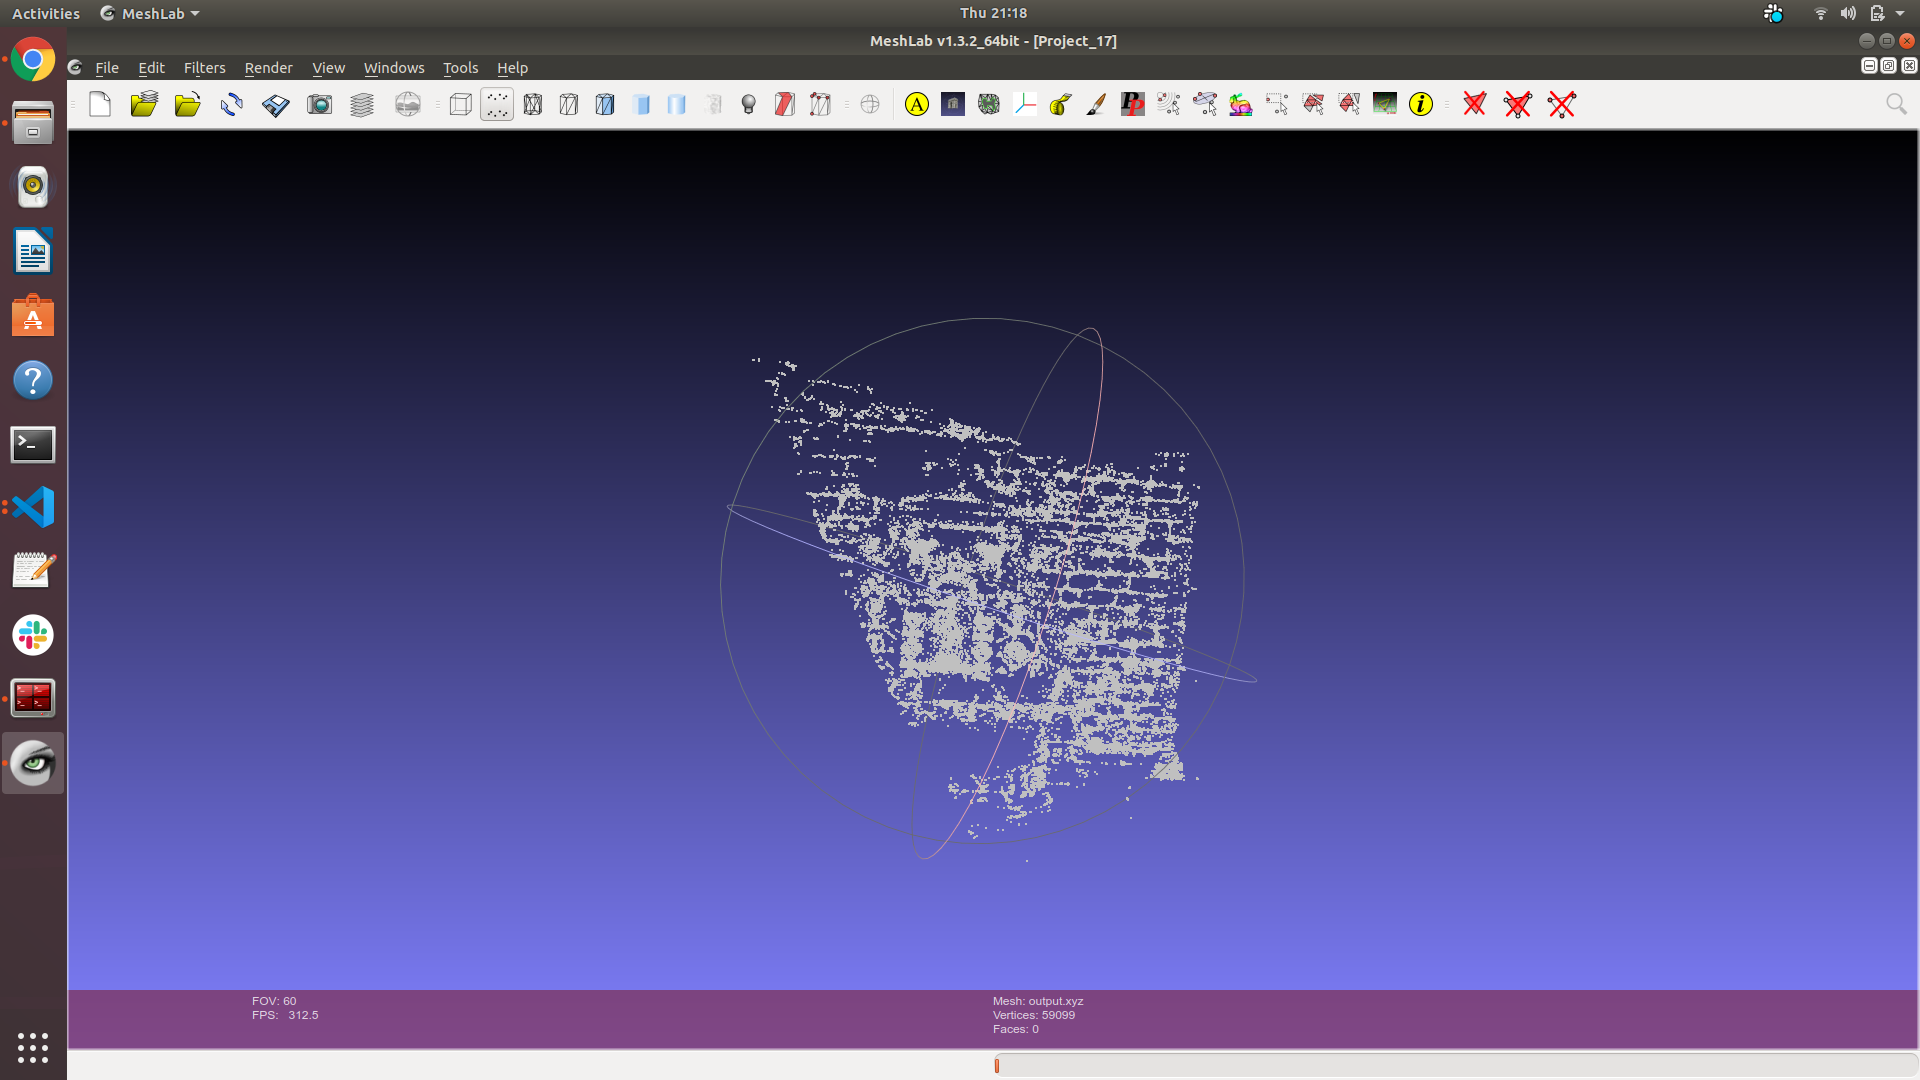 Activities MeshLab Thu 21:18
MeshLab v1.3.2_64bit - [Project_17]
File Edit Filters Render View Windows Tools Help
A PP i
FOV: 60
FPS: 312.5
Mesh: output.xyz
Vertices: 59099
Faces: 0